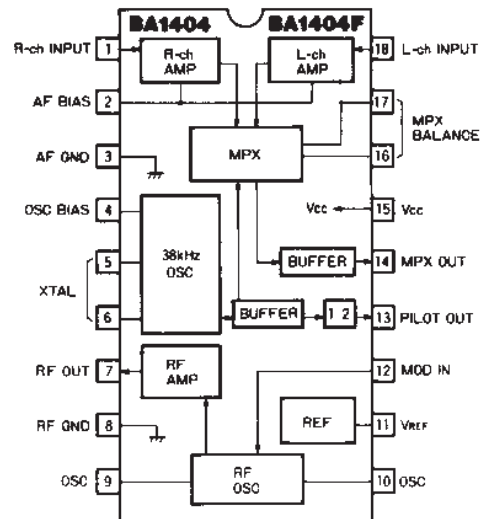 BA1404 BA1404F
R-ch INPUT 1 R-ch AMP L-ch AMP 18 L-ch INPUT
AF BIAS 2 17
MPX BALANCE
AF GND 3 MPX 16
OSC BIAS 4 Vcc 15 Vcc
5 38kHz OSC BUFFER 14 MPX OUT
XTAL
6 BUFFER 1 2 13 PILOT OUT
RF OUT 7 RF AMP 12 MOD IN
RF GND 8 REF 11 VREF
OSC 9 RF OSC 10 OSC